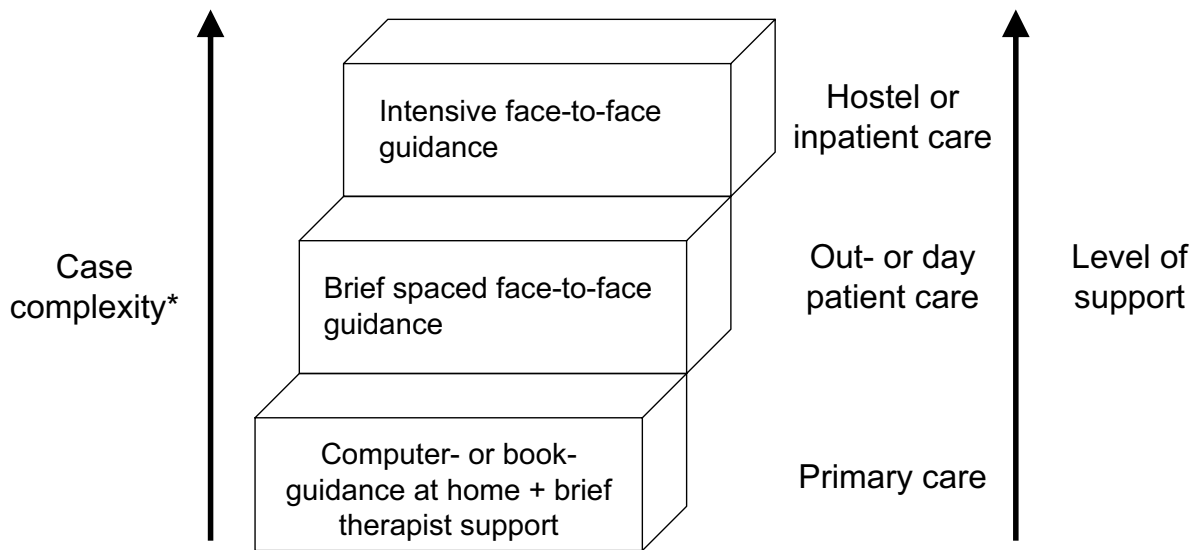 Intensive face-to-face
guidance
Hostel or
inpatient care
Case
complexity*
Brief spaced face-to-face
guidance
Out- or day
patient care
Level of
support
Computer- or book-
guidance at home + brief
therapist support
Primary care